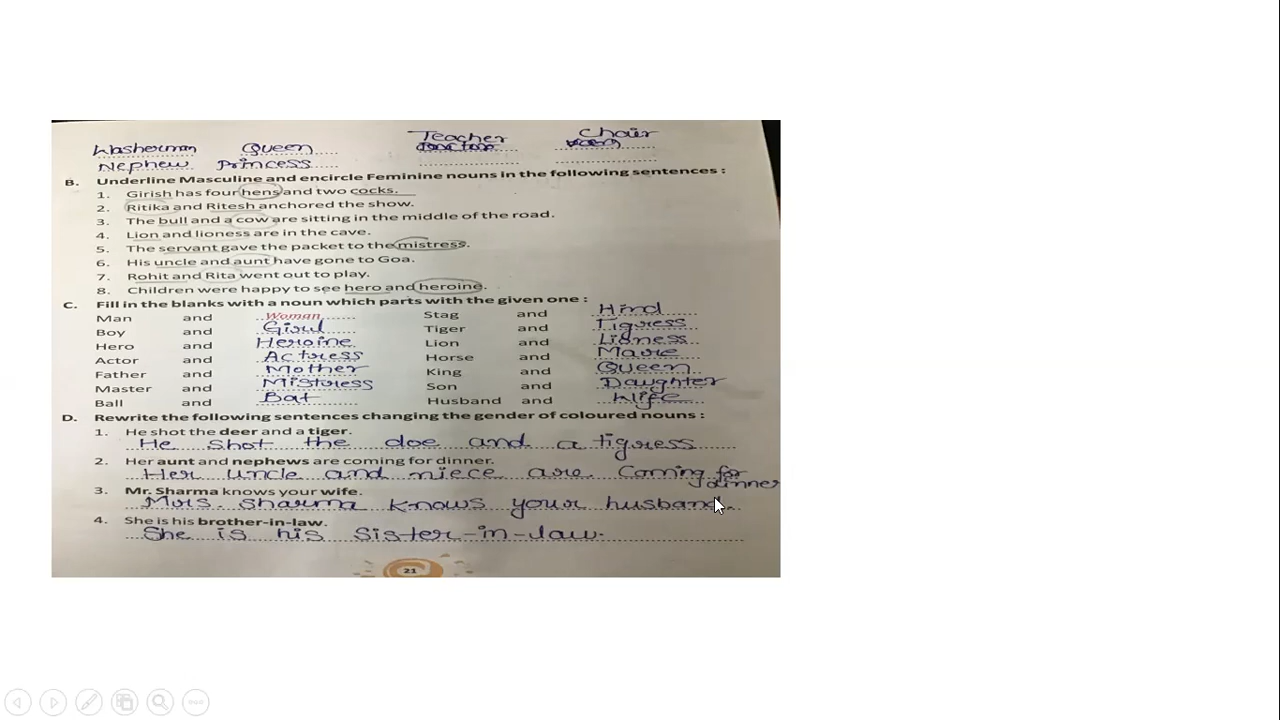 Washerman Queen Teacher Chair
Nephew Princess
B. Underline Masculine and encircle Feminine nouns in the following sentences :
1. Girish has four hens and two cocks.
2. Ritika and Ritesh anchored the show.
3. The bull and a cow are sitting in the middle of the road.
4. Lion and lioness are in the cave.
5. The servant gave the packet to the mistress.
6. His uncle and aunt have gone to Goa.
7. Rohit and Rita went out to play.
8. Children were happy to see hero and heroine.
C. Fill in the blanks with a noun which parts with the given one :
Man and Woman Stag and Hind
Boy and Girl Tiger and Tigress
Hero and Heroine Lion and Lioness
Actor and Actress Horse and Mare
Father and Mother King and Queen
Master and Mistress Son and Daughter
Ball and Bat Husband and Wife
D. Rewrite the following sentences changing the gender of coloured nouns :
1. He shot the deer and a tiger.
He shot the doe and a tigress
2. Her aunt and nephews are coming for dinner.
Her uncle and niece are coming for dinner
3. Mr. Sharma knows your wife.
Mrs. Sharma knows your husband.
4. She is his brother-in-law.
She is his sister-in-law.
21